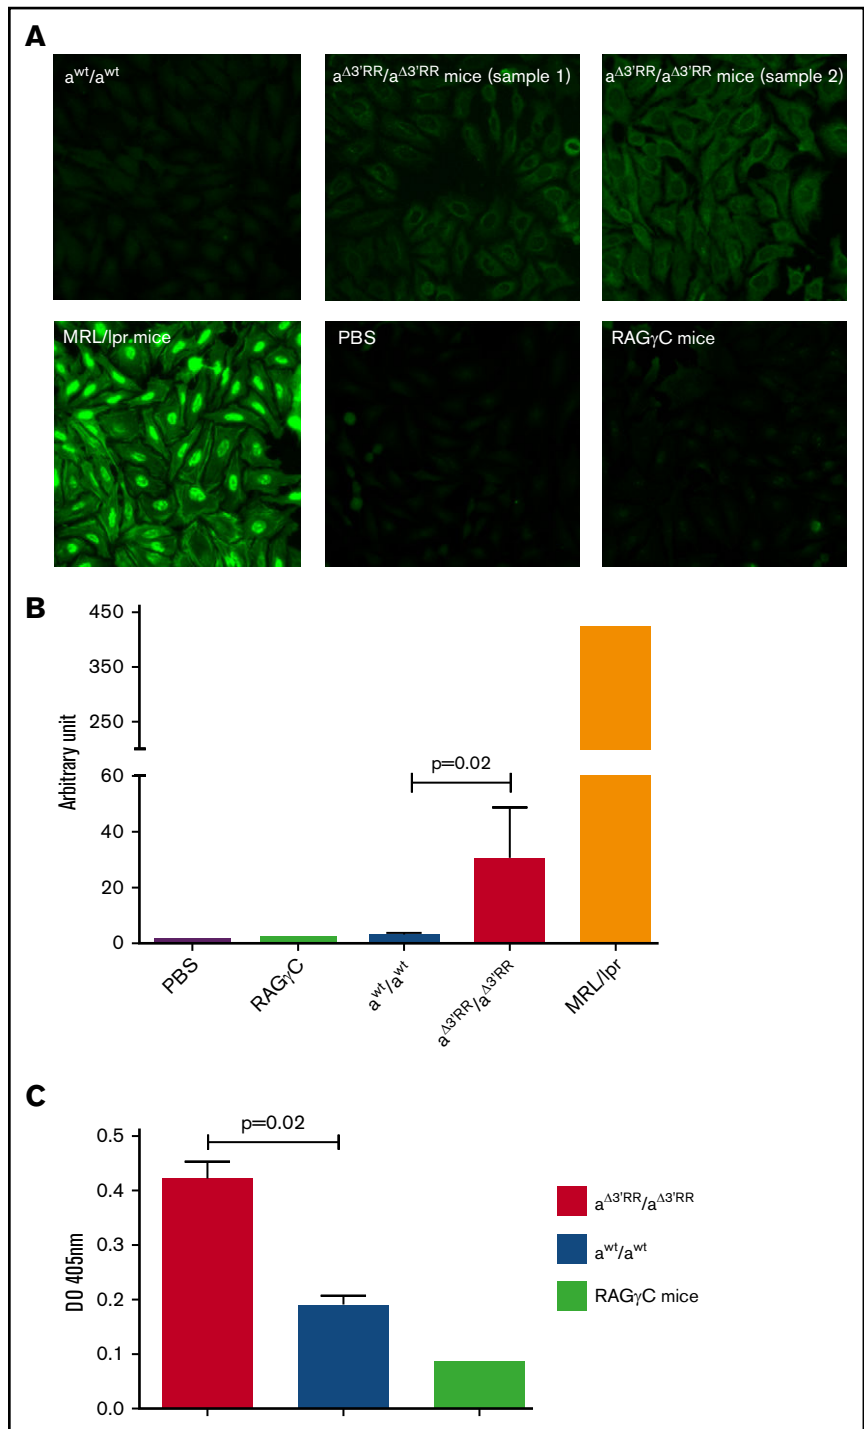 A
a^wt/a^wt
a^Δ3'RR/a^Δ3'RR mice (sample 1)
a^Δ3'RR/a^Δ3'RR mice (sample 2)
MRL/lpr mice
PBS
RAGγC mice
B
450
350
250
60
40
20
0
Arbitrary unit
p=0.02
PBS
RAGγC
a^wt/a^wt
a^Δ3'RR/a^Δ3'RR
MRL/lpr
C
0.5
0.4
0.3
0.2
0.1
0.0
DO 405nm
p=0.02
a^Δ3'RR/a^Δ3'RR
a^wt/a^wt
RAGγC mice